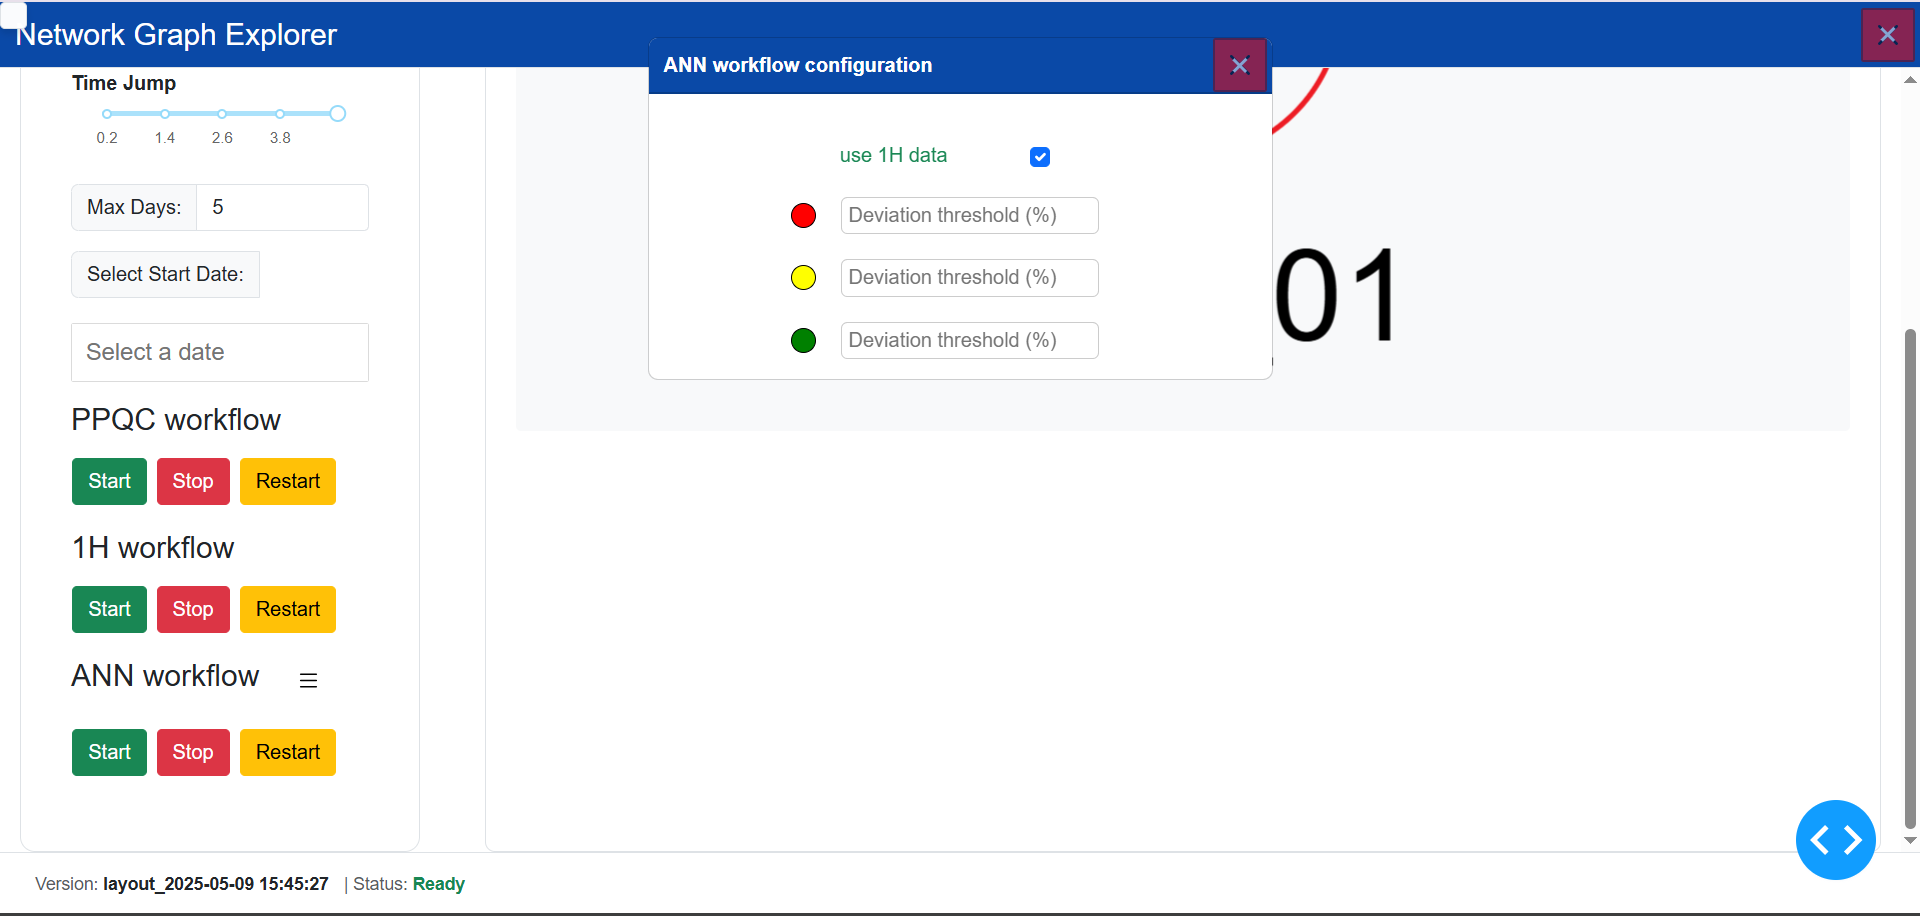 Network Graph Explorer
Time Jump
0.2 1.4 2.6 3.8
Max Days: 5
Select Start Date:
Select a date
PPQC workflow
Start Stop Restart
1H workflow
Start Stop Restart
ANN workflow
Start Stop Restart
ANN workflow configuration
use 1H data
Deviation threshold (%)
Deviation threshold (%)
Deviation threshold (%)
01
Version: layout_2025-05-09 15:45:27 | Status: Ready